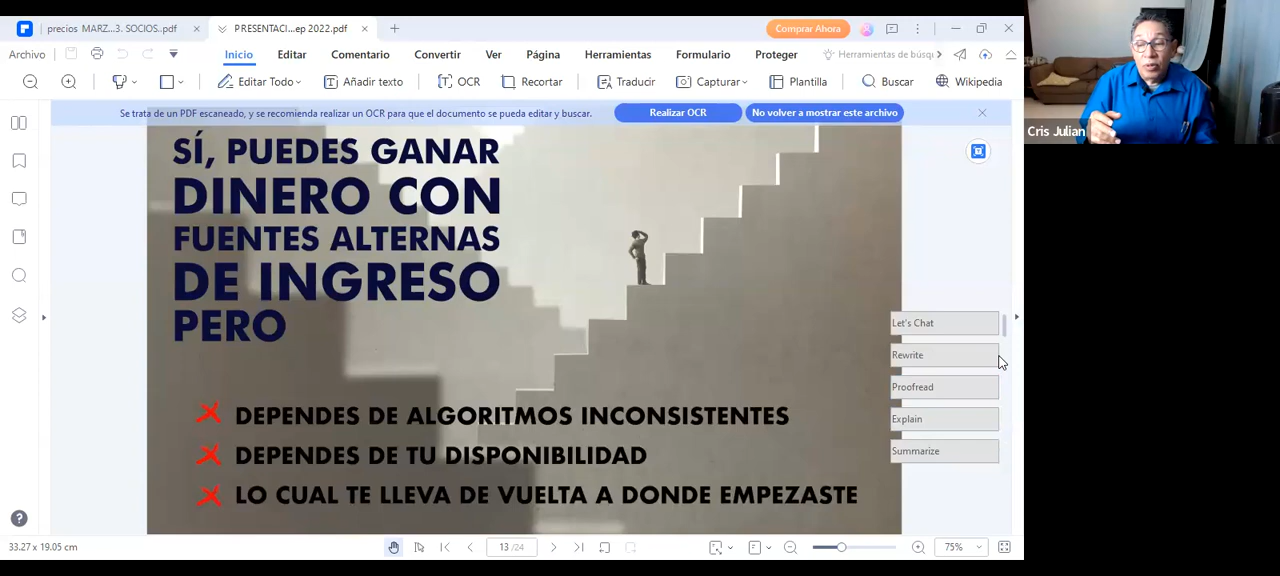 precios MARZ... 3. SOCIOS..pdf
PRESENTACI...ep 2022.pdf
Comprar Ahora
Archivo
Inicio
Editar
Comentario
Convertir
Ver
Página
Herramientas
Formulario
Proteger
Herramientas de búsq
Editar Todo
Añadir texto
OCR
Recortar
Traducir
Capturar
Plantilla
Buscar
Wikipedia
Se trata de un PDF escaneado, y se recomienda realizar un OCR para que el documento se pueda editar y buscar.
Realizar OCR
No volver a mostrar este archivo
Cris Julian
SÍ, PUEDES GANAR
DINERO CON
FUENTES ALTERNAS
DE INGRESO
PERO
DEPENDES DE ALGORITMOS INCONSISTENTES
DEPENDES DE TU DISPONIBILIDAD
LO CUAL TE LLEVA DE VUELTA A DONDE EMPEZASTE
Let's Chat
Rewrite
Proofread
Explain
Summarize
33.27 x 19.05 cm
13 /24
75%